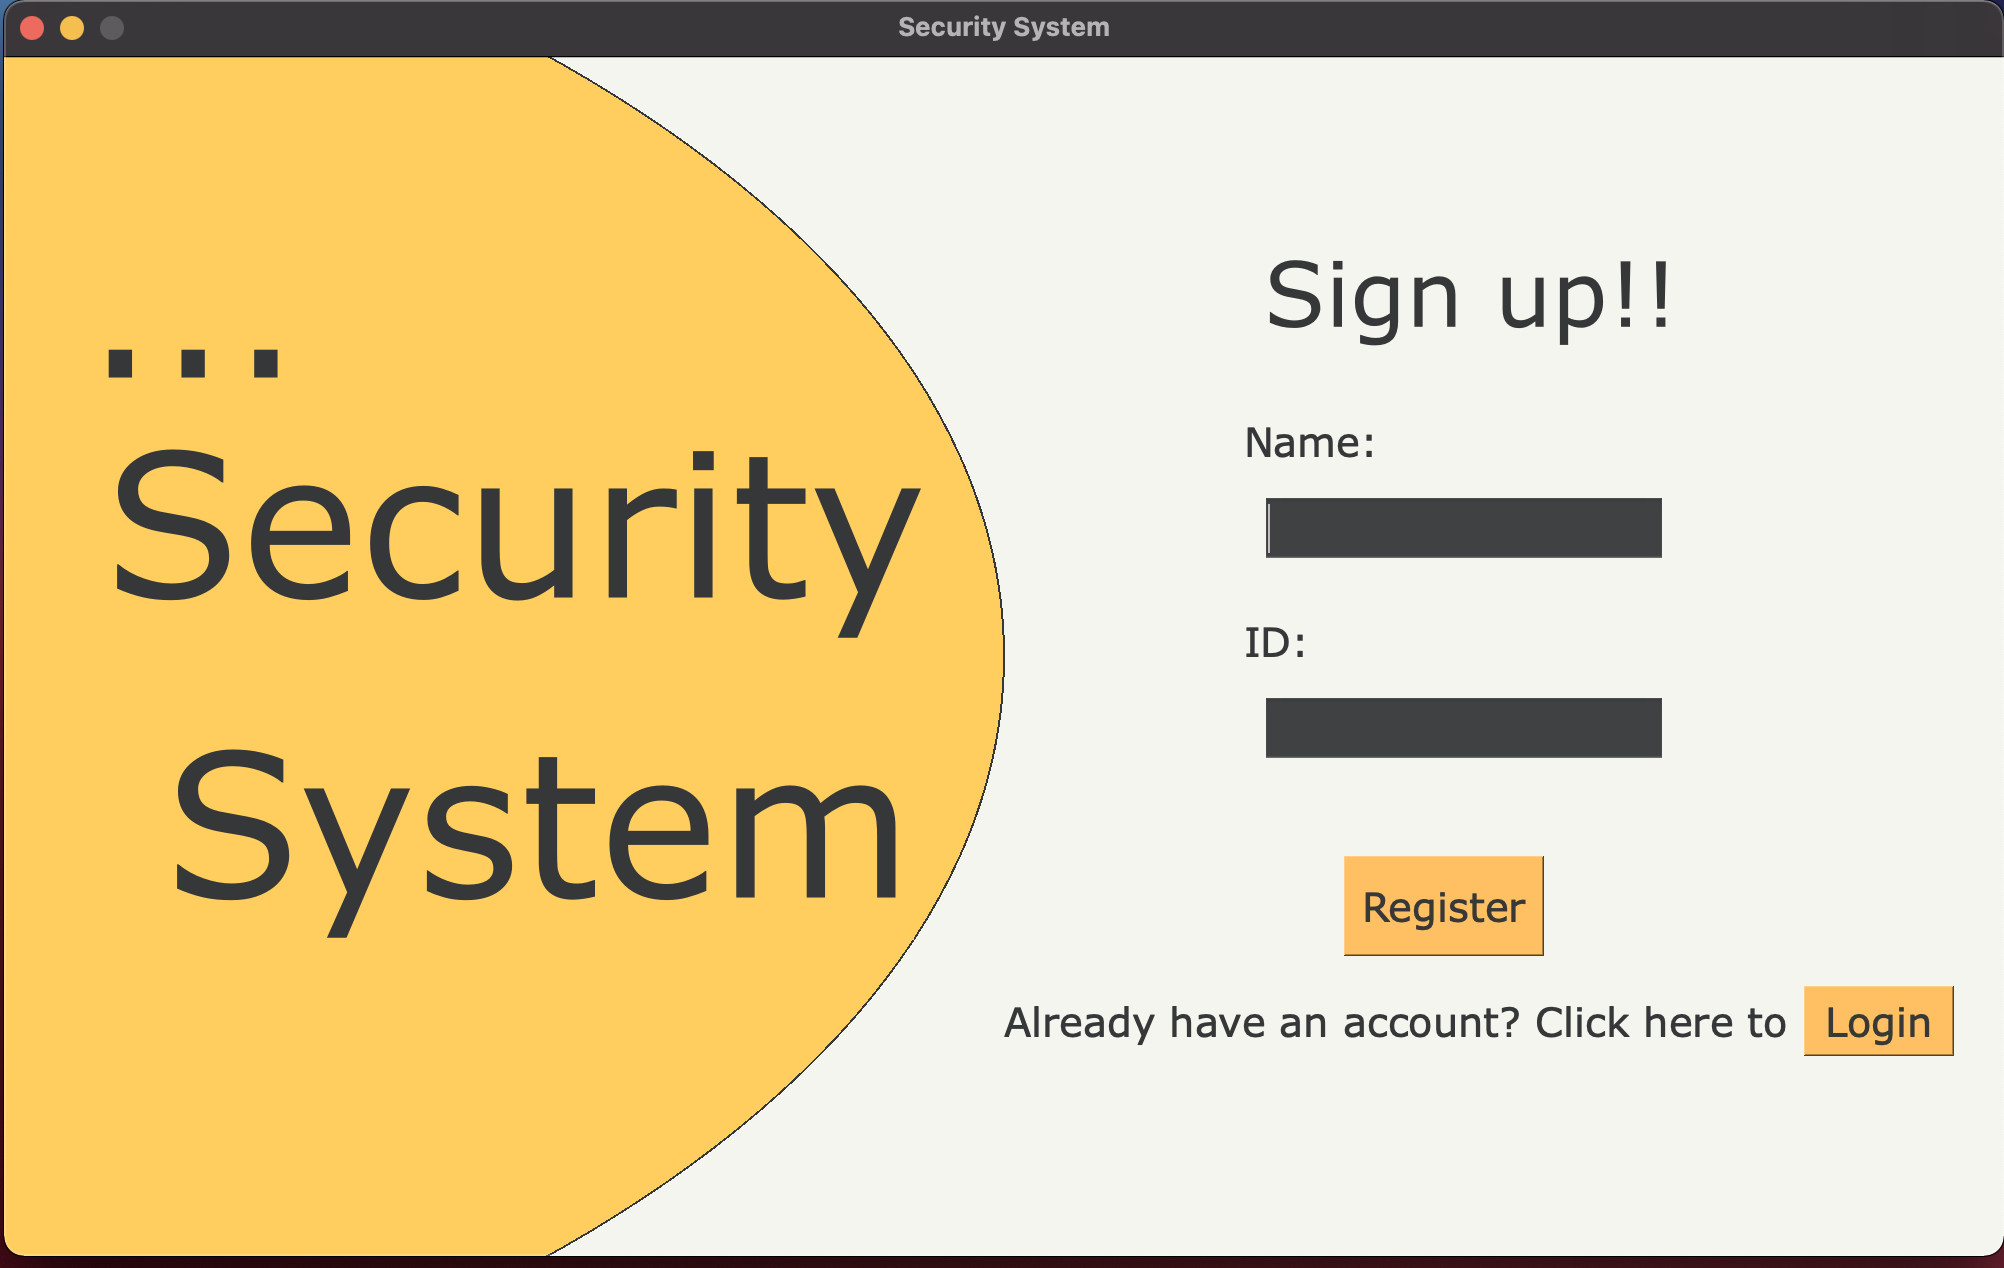 Security System
...
Security
System
Sign up!!
Name:
ID:
Register
Already have an account? Click here to Login